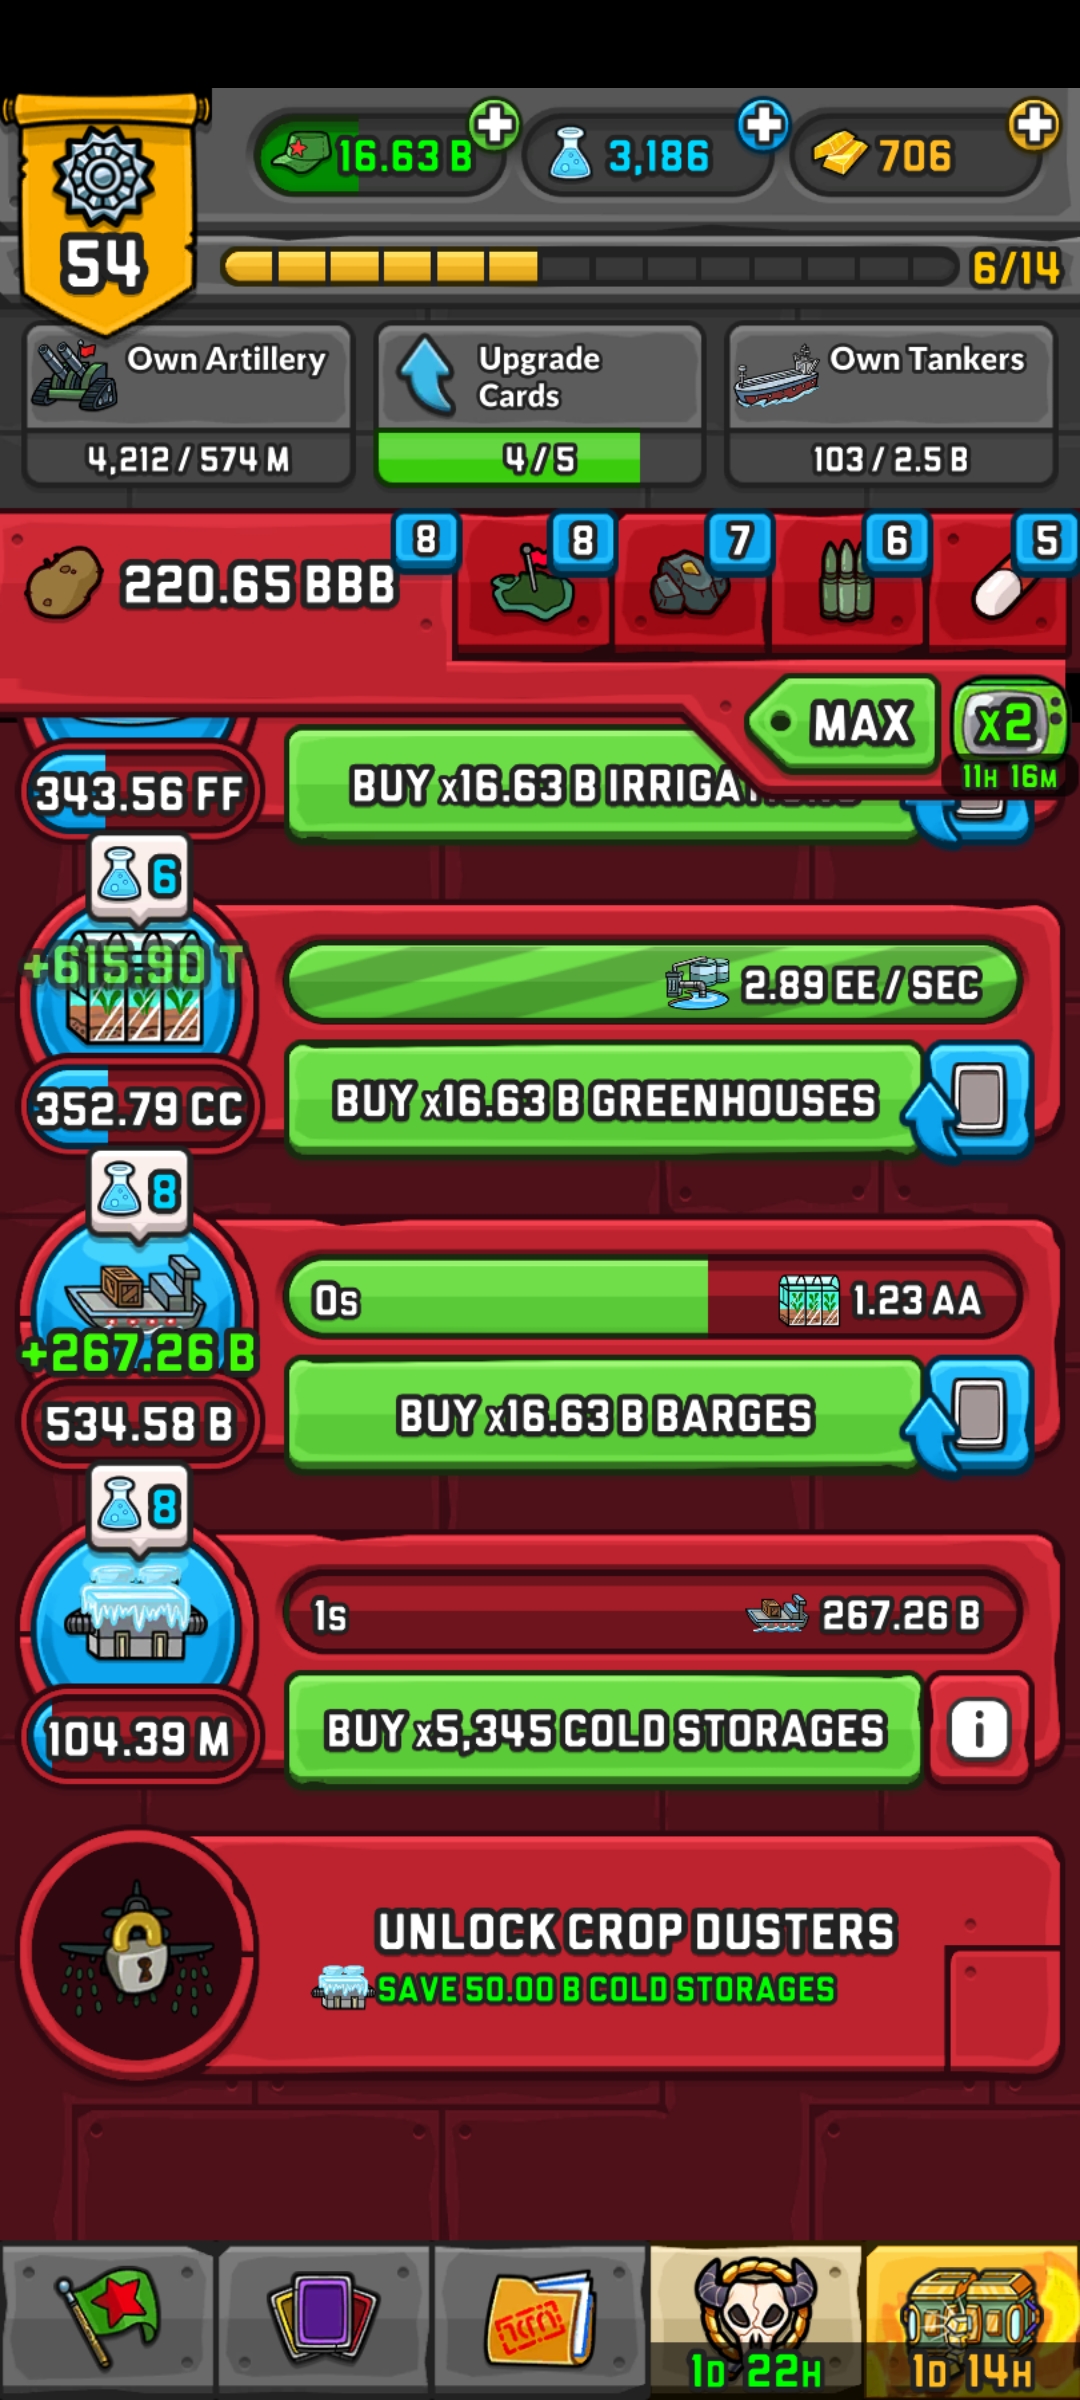 16.63 B
3,186
706
54
6/14
Own Artillery
4,212 / 574 M
Upgrade
Cards
4 / 5
Own Tankers
103 / 2.5 B
220.65 BBB
8
8
7
6
5
MAX
x2
11H 16M
343.56 FF
BUY x16.63 B
6
+615.90 T
2.89 EE / SEC
352.79 CC
BUY x16.63 B GREENHOUSES
8
0s
1.23 AA
+267.26 B
534.58 B
BUY x16.63 B BARGES
8
1s
267.26 B
104.39 M
BUY x5,345 COLD STORAGES
i
UNLOCK CROP DUSTERS
SAVE 50.00 B COLD STORAGES
1D 22H
1D 14H